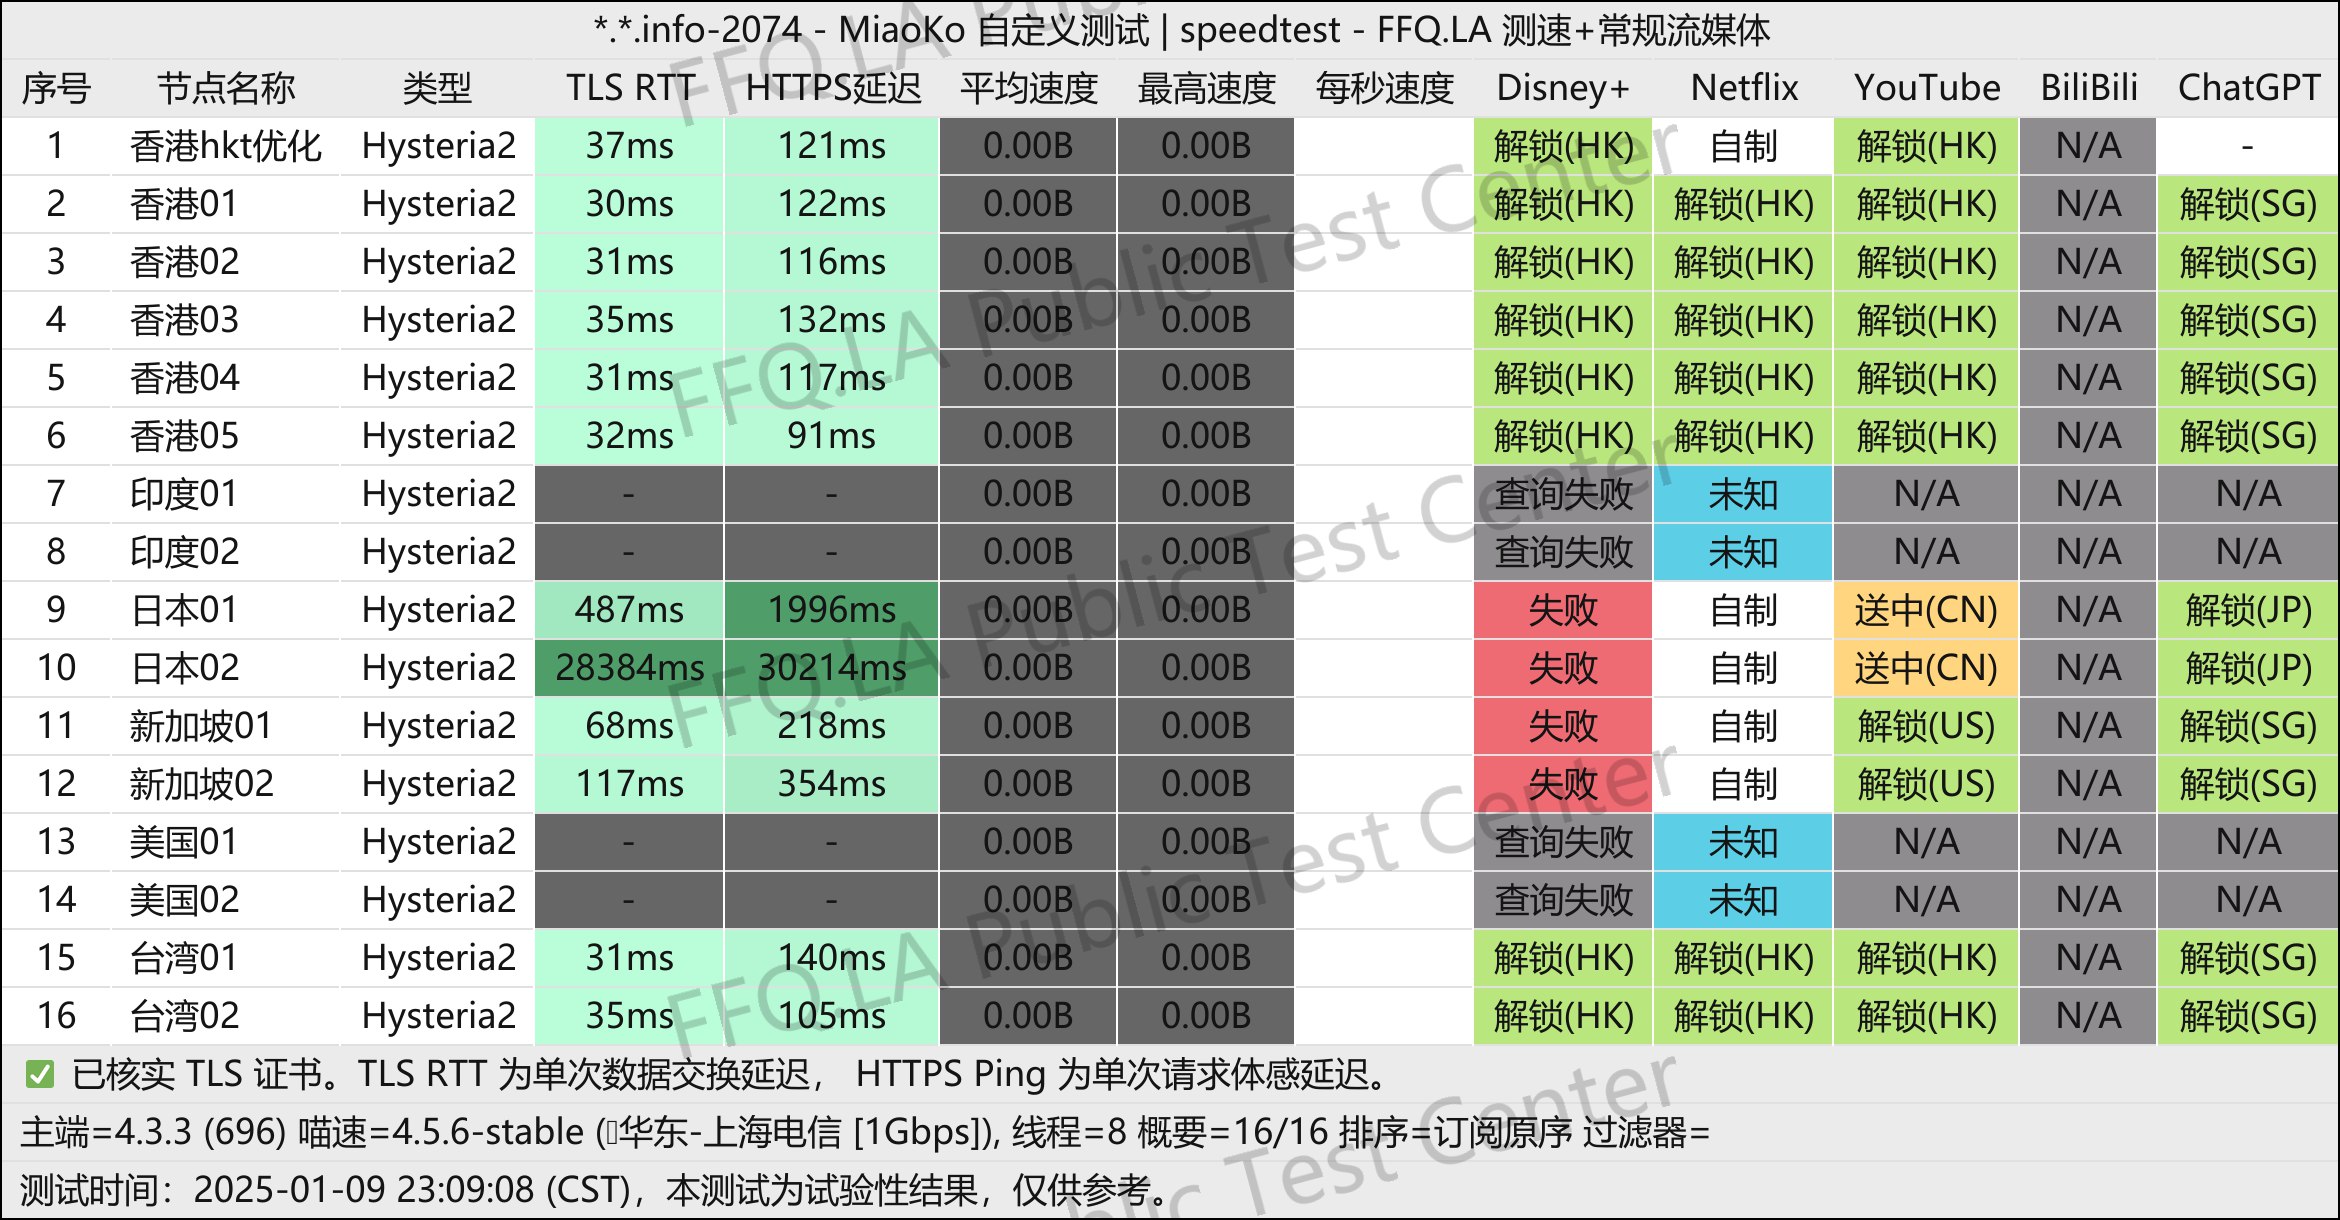 *.*.info-2074 - MiaoKo 自定义测试 | speedtest - FFQ.LA 测速+常规流媒体
序号 节点名称 类型 TLS RTT HTTPS延迟 平均速度 最高速度 每秒速度 Disney+ Netflix YouTube BiliBili ChatGPT
1 香港hkt优化 Hysteria2 37ms 121ms 0.00B 0.00B 解锁(HK) 自制 解锁(HK) N/A -
2 香港01 Hysteria2 30ms 122ms 0.00B 0.00B 解锁(HK) 解锁(HK) 解锁(HK) N/A 解锁(SG)
3 香港02 Hysteria2 31ms 116ms 0.00B 0.00B 解锁(HK) 解锁(HK) 解锁(HK) N/A 解锁(SG)
4 香港03 Hysteria2 35ms 132ms 0.00B 0.00B 解锁(HK) 解锁(HK) 解锁(HK) N/A 解锁(SG)
5 香港04 Hysteria2 31ms 117ms 0.00B 0.00B 解锁(HK) 解锁(HK) 解锁(HK) N/A 解锁(SG)
6 香港05 Hysteria2 32ms 91ms 0.00B 0.00B 解锁(HK) 解锁(HK) 解锁(HK) N/A 解锁(SG)
7 印度01 Hysteria2 - - 0.00B 0.00B 查询失败 未知 N/A N/A N/A
8 印度02 Hysteria2 - - 0.00B 0.00B 查询失败 未知 N/A N/A N/A
9 日本01 Hysteria2 487ms 1996ms 0.00B 0.00B 失败 自制 送中(CN) N/A 解锁(JP)
10 日本02 Hysteria2 28384ms 30214ms 0.00B 0.00B 失败 自制 送中(CN) N/A 解锁(JP)
11 新加坡01 Hysteria2 68ms 218ms 0.00B 0.00B 失败 自制 解锁(US) N/A 解锁(SG)
12 新加坡02 Hysteria2 117ms 354ms 0.00B 0.00B 失败 自制 解锁(US) N/A 解锁(SG)
13 美国01 Hysteria2 - - 0.00B 0.00B 查询失败 未知 N/A N/A N/A
14 美国02 Hysteria2 - - 0.00B 0.00B 查询失败 未知 N/A N/A N/A
15 台湾01 Hysteria2 31ms 140ms 0.00B 0.00B 解锁(HK) 解锁(HK) 解锁(HK) N/A 解锁(SG)
16 台湾02 Hysteria2 35ms 105ms 0.00B 0.00B 解锁(HK) 解锁(HK) 解锁(HK) N/A 解锁(SG)
✅ 已核实 TLS 证书。TLS RTT 为单次数据交换延迟， HTTPS Ping 为单次请求体感延迟。
主端=4.3.3 (696) 喵速=4.5.6-stable (华东-上海电信 [1Gbps]), 线程=8 概要=16/16 排序=订阅原序 过滤器=
测试时间：2025-01-09 23:09:08 (CST)，本测试为试验性结果，仅供参考。
FFQ.LA Public Test Center
FFQ.LA Public Test Center
FFQ.LA Public Test Center